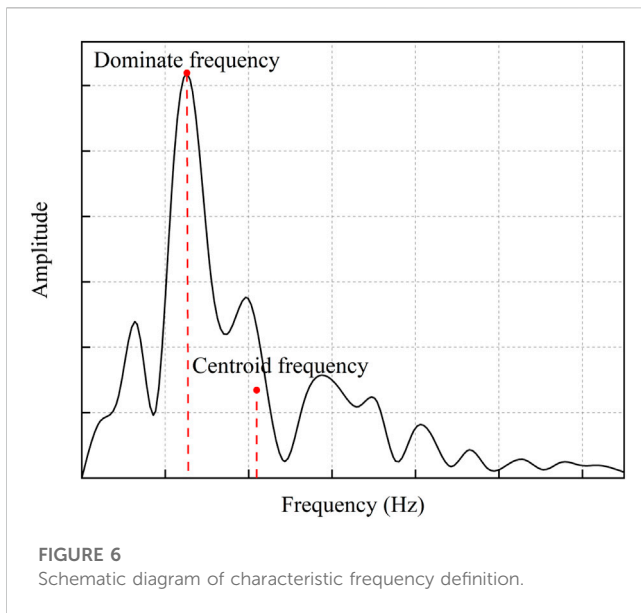 Dominate frequency
Amplitude
Centroid frequency
Frequency (Hz)
FIGURE 6
Schematic diagram of characteristic frequency definition.